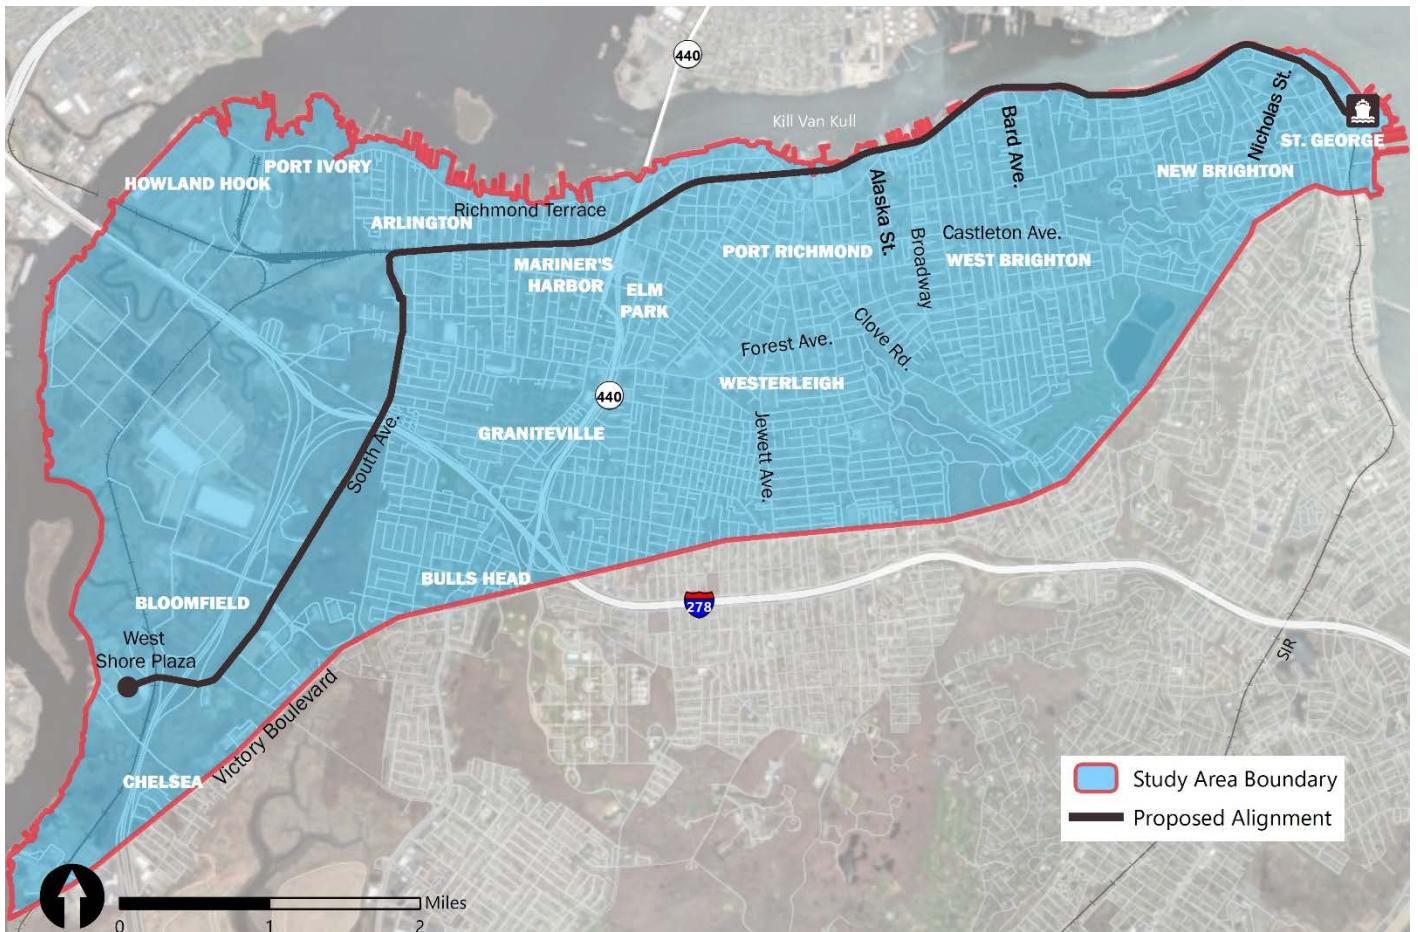 440
Kill Van Kull
Bard Ave.
Nicholas St.
ST. GEORGE
PORT IVORY
HOWLAND HOOK
NEW BRIGHTON
Richmond Terrace
ARLINGTON
Alaska St.
Broadway
Castleton Ave.
PORT RICHMOND
WEST BRIGHTON
MARINER'S
HARBOR
ELM
PARK
Forest Ave.
Clove Rd.
WESTERLEIGH
440
GRANITEVILLE
South Ave.
Jewett Ave.
BULLS HEAD
278
BLOOMFIELD
West
Shore Plaza
SIR
Victory Boulevard
CHELSEA
Study Area Boundary
Proposed Alignment
Miles
0 1 2